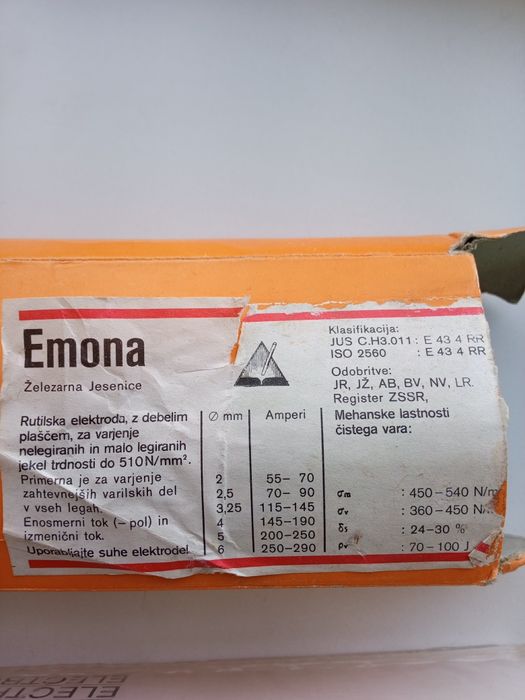 Emona
Železarna Jesenice
Rutilska elektroda, z debelim
plaščem, za varjenje
nelegiranih in malo legiranih
jekel trdnosti do 510 N/mm².
Primerna je za varjenje
zahtevnejših varilskih del
v vseh legah.
Enosmerni tok (– pol) in
izmenični tok.
Uporabljajte suhe elektrode!
Ø mm Amperi
2 55– 70
2,5 70– 90
3,25 115–145
4 145–190
5 200–250
6 250–290
Klasifikacija:
JUS C.H3.011: E 43 4 RR
ISO 2560 : E 43 4 RR
Odobritve:
JR, JŽ, AB, BV, NV, LR.
Register ZSSR,
Mehanske lastnosti
čistega vara:
σm : 450–540 N/m
σv : 360–450 N/
δ5 : 24–30 %
ρv : 70–100 J
ELECTR
ELECTR